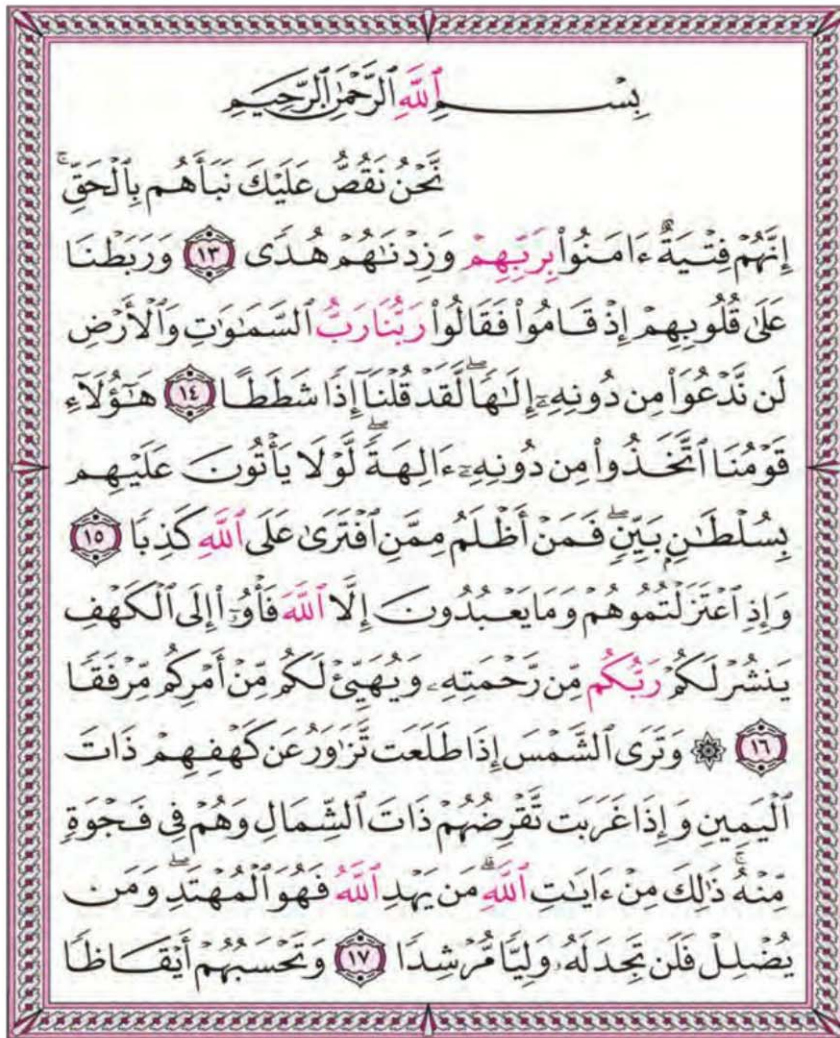 بِسْمِ ٱللَّهِ ٱلرَّحْمَٰنِ ٱلرَّحِيمِ
نَّحْنُ نَقُصُّ عَلَيْكَ نَبَأَهُم بِٱلْحَقِّ ۚ
إِنَّهُمْ فِتْيَةٌ ءَامَنُوا۟ بِرَبِّهِمْ وَزِدْنَٰهُمْ هُدًى ١٣ وَرَبَطْنَا
عَلَىٰ قُلُوبِهِمْ إِذْ قَامُوا۟ فَقَالُوا۟ رَبُّنَا رَبُّ ٱلسَّمَٰوَٰتِ وَٱلْأَرْضِ
لَن نَّدْعُوَا۟ مِن دُونِهِۦٓ إِلَٰهًا ۖ لَّقَدْ قُلْنَآ إِذًا شَطَطًا ١٤ هَٰٓؤُلَآءِ
قَوْمُنَا ٱتَّخَذُوا۟ مِن دُونِهِۦٓ ءَالِهَةً ۖ لَّوْلَا يَأْتُونَ عَلَيْهِم
بِسُلْطَٰنٍۭ بَيِّنٍ ۖ فَمَنْ أَظْلَمُ مِمَّنِ ٱفْتَرَىٰ عَلَى ٱللَّهِ كَذِبًا ١٥
وَإِذِ ٱعْتَزَلْتُمُوهُمْ وَمَا يَعْبُدُونَ إِلَّا ٱللَّهَ فَأْوُۥٓا۟ إِلَى ٱلْكَهْفِ
يَنشُرْ لَكُمْ رَبُّكُم مِّن رَّحْمَتِهِۦ وَيُهَيِّئْ لَكُم مِّنْ أَمْرِكُم مِّرْفَقًا
١٦ ۞ وَتَرَى ٱلشَّمْسَ إِذَا طَلَعَت تَّزَٰوَرُ عَن كَهْفِهِمْ ذَاتَ
ٱلْيَمِينِ وَإِذَا غَرَبَت تَّقْرِضُهُمْ ذَاتَ ٱلشِّمَالِ وَهُمْ فِى فَجْوَةٍ
مِّنْهُ ۚ ذَٰلِكَ مِنْ ءَايَٰتِ ٱللَّهِ ۗ مَن يَهْدِ ٱللَّهُ فَهُوَ ٱلْمُهْتَدِ ۖ وَمَن
يُضْلِلْ فَلَن تَجِدَ لَهُۥ وَلِيًّا مُّرْشِدًا ١٧ وَتَحْسَبُهُمْ أَيْقَاظًا